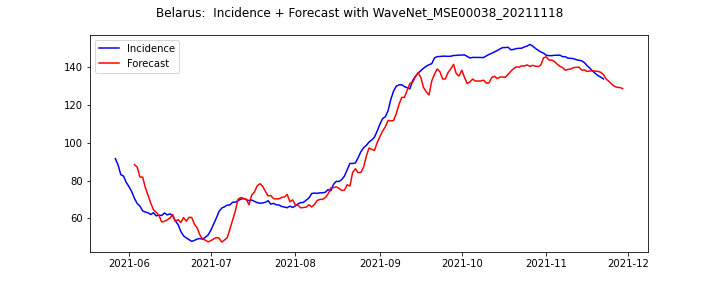 Belarus:  Incidence + Forecast with WaveNet_MSE00038_20211118
Incidence
Forecast
140
120
100
80
60
2021-06 2021-07 2021-08 2021-09 2021-10 2021-11 2021-12